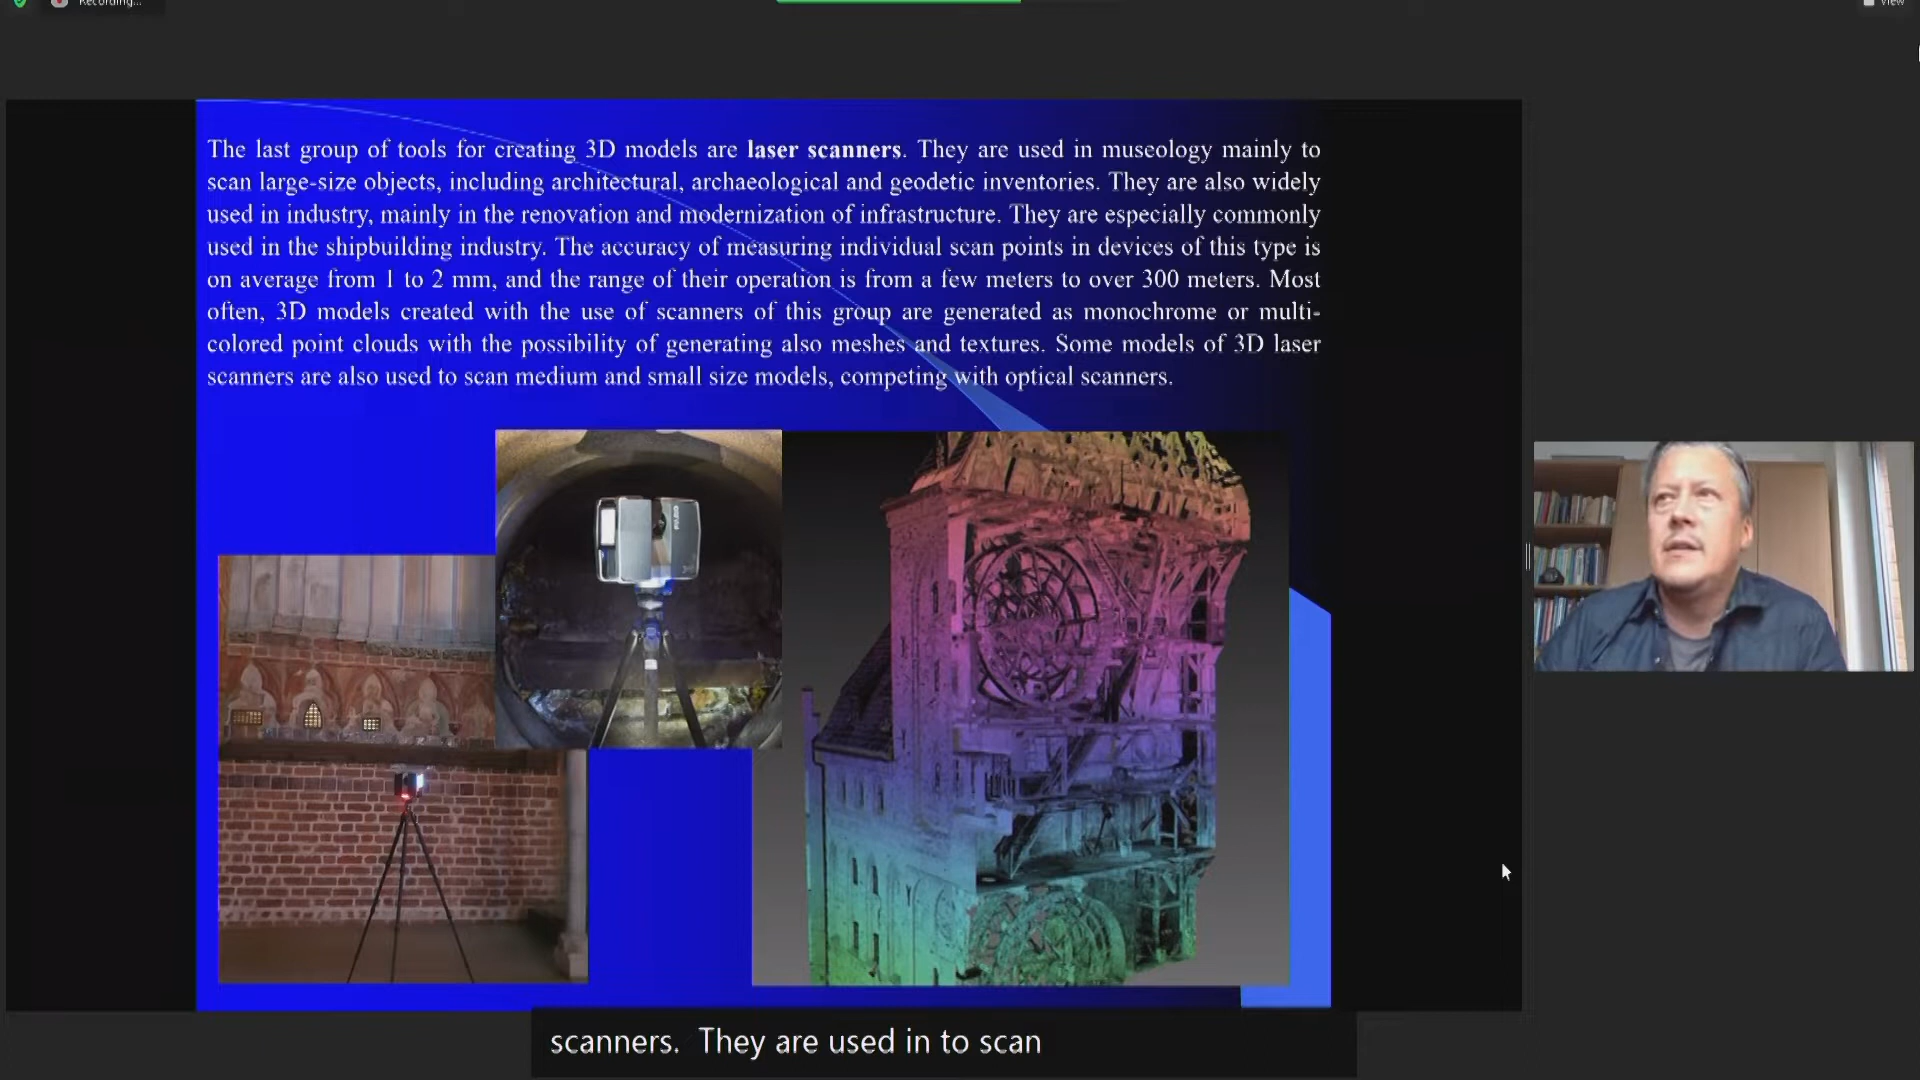 Recording...
View
The last group of tools for creating 3D models are laser scanners. They are used in museology mainly to
scan large-size objects, including architectural, archaeological and geodetic inventories. They are also widely
used in industry, mainly in the renovation and modernization of infrastructure. They are especially commonly
used in the shipbuilding industry. The accuracy of measuring individual scan points in devices of this type is
on average from 1 to 2 mm, and the range of their operation is from a few meters to over 300 meters. Most
often, 3D models created with the use of scanners of this group are generated as monochrome or multi-
colored point clouds with the possibility of generating also meshes and textures. Some models of 3D laser
scanners are also used to scan medium and small size models, competing with optical scanners.
scanners. They are used in to scan